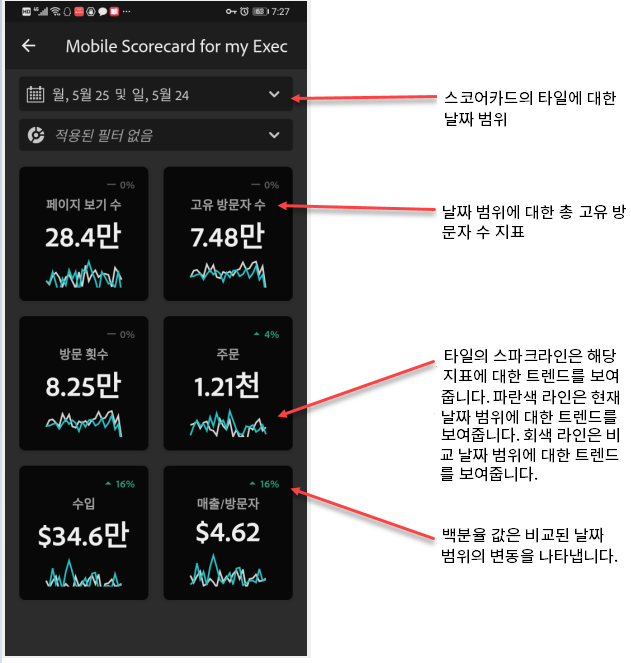 HD 4G 63 7:27
Mobile Scorecard for my Exec
월, 5월 25 및 일, 5월 24
적용된 필터 없음
0%
페이지 보기 수
28.4만
0%
고유 방문자 수
7.48만
0%
방문 횟수
8.25만
4%
주문
1.21천
16%
수입
$34.6만
16%
매출/방문자
$4.62
스코어카드의 타일에 대한
날짜 범위
날짜 범위에 대한 총 고유 방
문자 수 지표
타일의 스파크라인은 해당
지표에 대한 트렌드를 보여
줍니다. 파란색 라인은 현재
날짜 범위에 대한 트렌드를
보여줍니다. 회색 라인은 비
교 날짜 범위에 대한 트렌드
를 보여줍니다.
백분율 값은 비교된 날짜
범위의 변동을 나타냅니다.